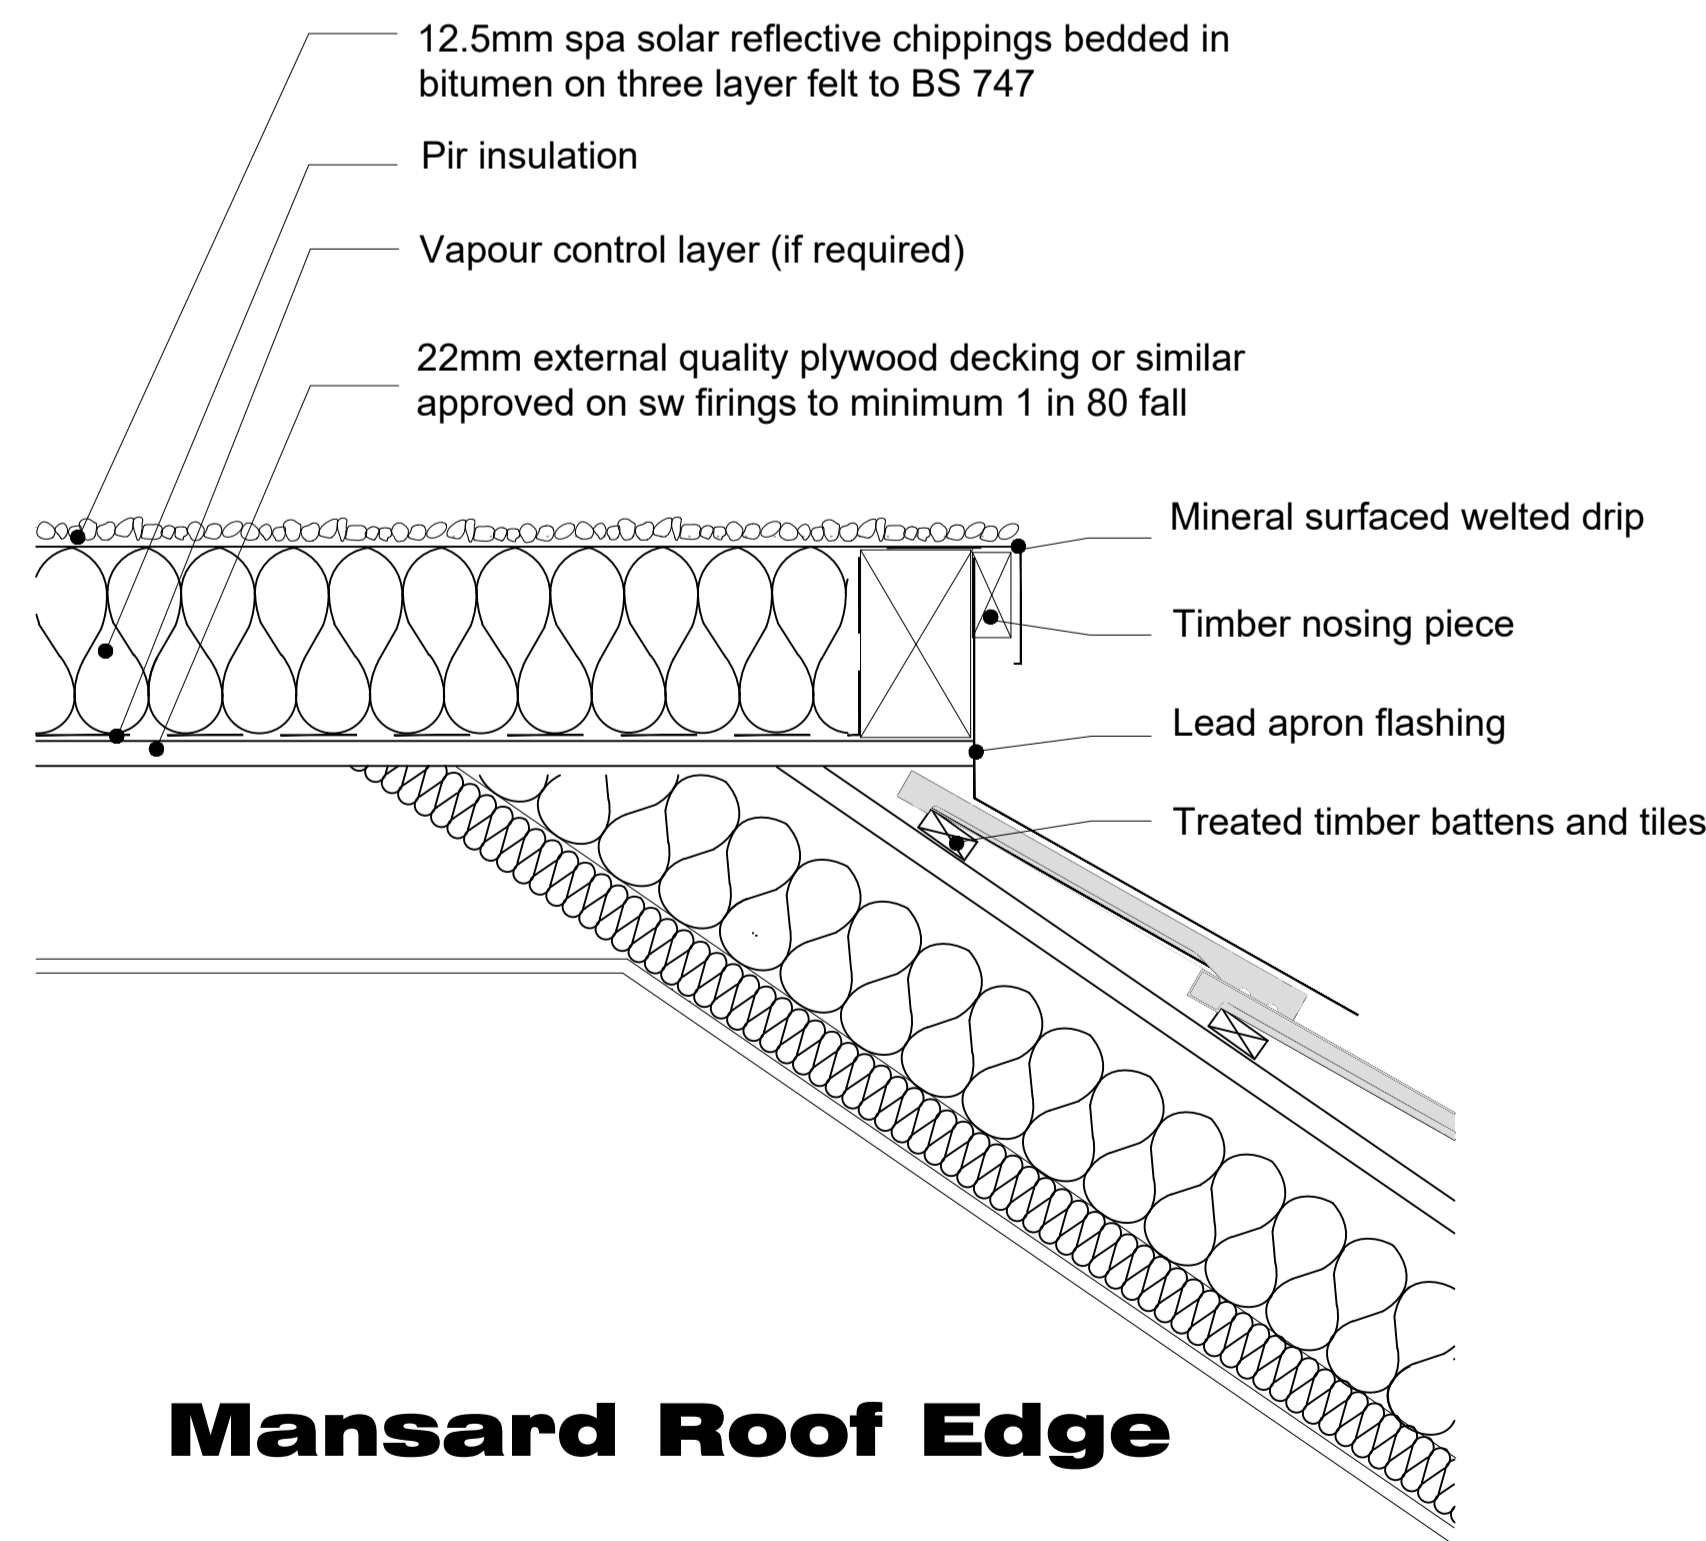 12.5mm spa solar reflective chippings bedded in
bitumen on three layer felt to BS 747
Pir insulation
Vapour control layer (if required)
22mm external quality plywood decking or similar
approved on sw firings to minimum 1 in 80 fall
Mineral surfaced welted drip
Timber nosing piece
Lead apron flashing
Treated timber battens and tiles
Mansard Roof Edge